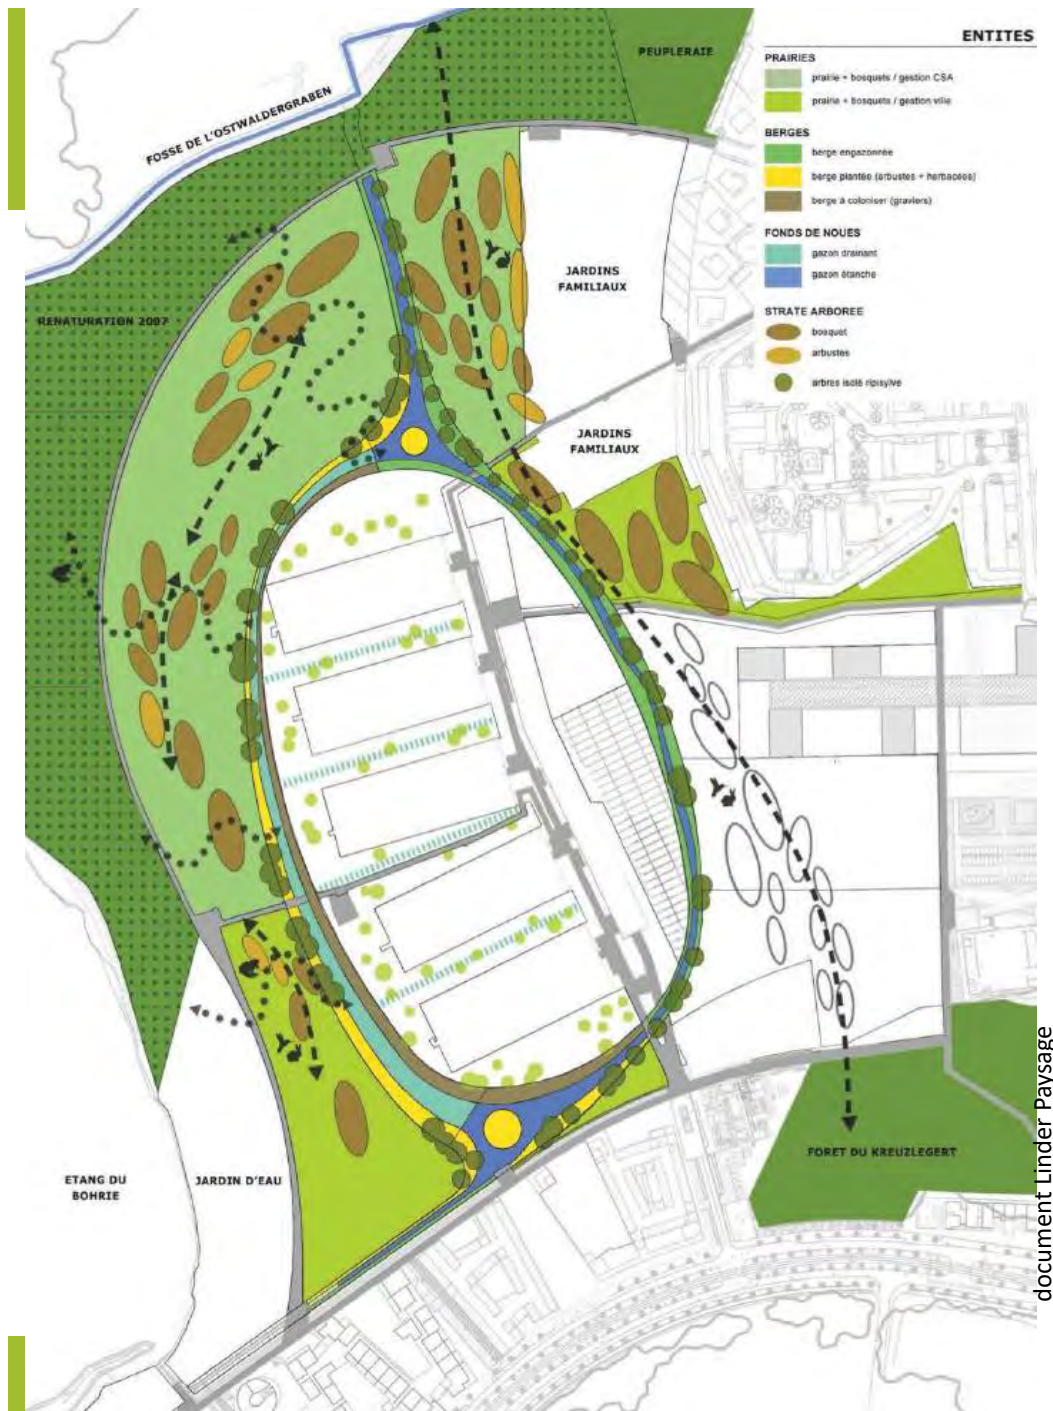 ENTITES
PRAIRIES
prairie + bosquets / gestion CSA
prairie + bosquets / gestion ville
BERGES
berge engazonnée
berge plantée (arbustes + herbacées)
berge à coloniser (graviers)
FONDS DE NOUES
gazon drainant
gazon étanche
STRATE ARBOREE
bosquet
arbustes
arbres isolé ripisylve
PEUPLERAIE
FOSSE DE L'OSTWALDERGRABEN
JARDINS
FAMILIAUX
RENATURATION 2007
JARDINS
FAMILIAUX
FORET DU KREUZLEGERT
ETANG DU
BOHRIE
JARDIN D'EAU
document Linder Paysage